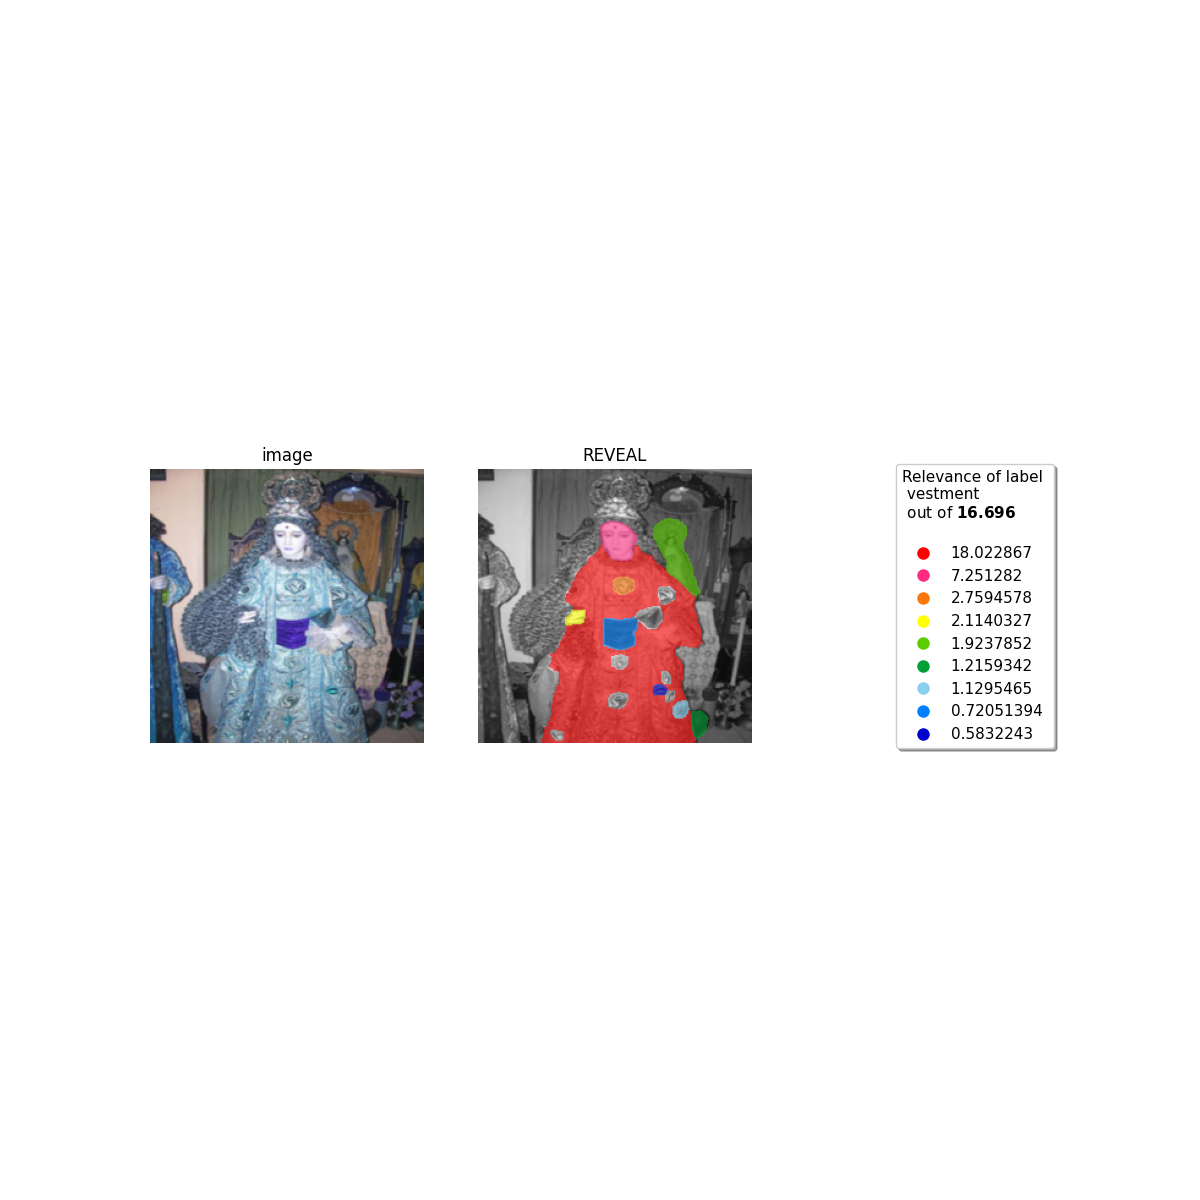 image
REVEAL
Relevance of label
vestment
out of 16.696
18.022867
7.251282
2.7594578
2.1140327
1.9237852
1.2159342
1.1295465
0.72051394
0.5832243